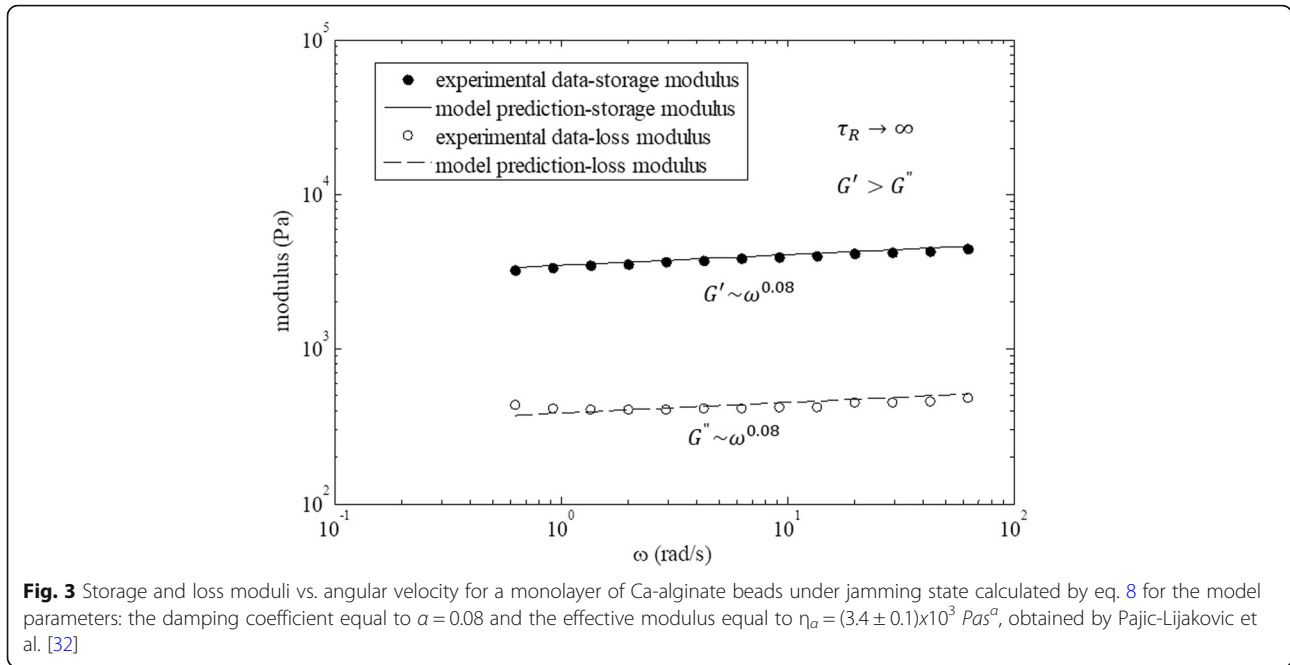 10^5
10^4
10^3
10^2
modulus (Pa)
experimental data-storage modulus
model prediction-storage modulus
experimental data-loss modulus
model prediction-loss modulus
τ_R → ∞
G' > G"
G'~ω^0.08
G"~ω^0.08
10^-1 10^0 10^1 10^2
ω (rad/s)
Fig. 3 Storage and loss moduli vs. angular velocity for a monolayer of Ca-alginate beads under jamming state calculated by eq. 8 for the model
parameters: the damping coefficient equal to α = 0.08 and the effective modulus equal to η_α = (3.4 ± 0.1)x10^3 Pas^α, obtained by Pajic-Lijakovic et
al. [32]